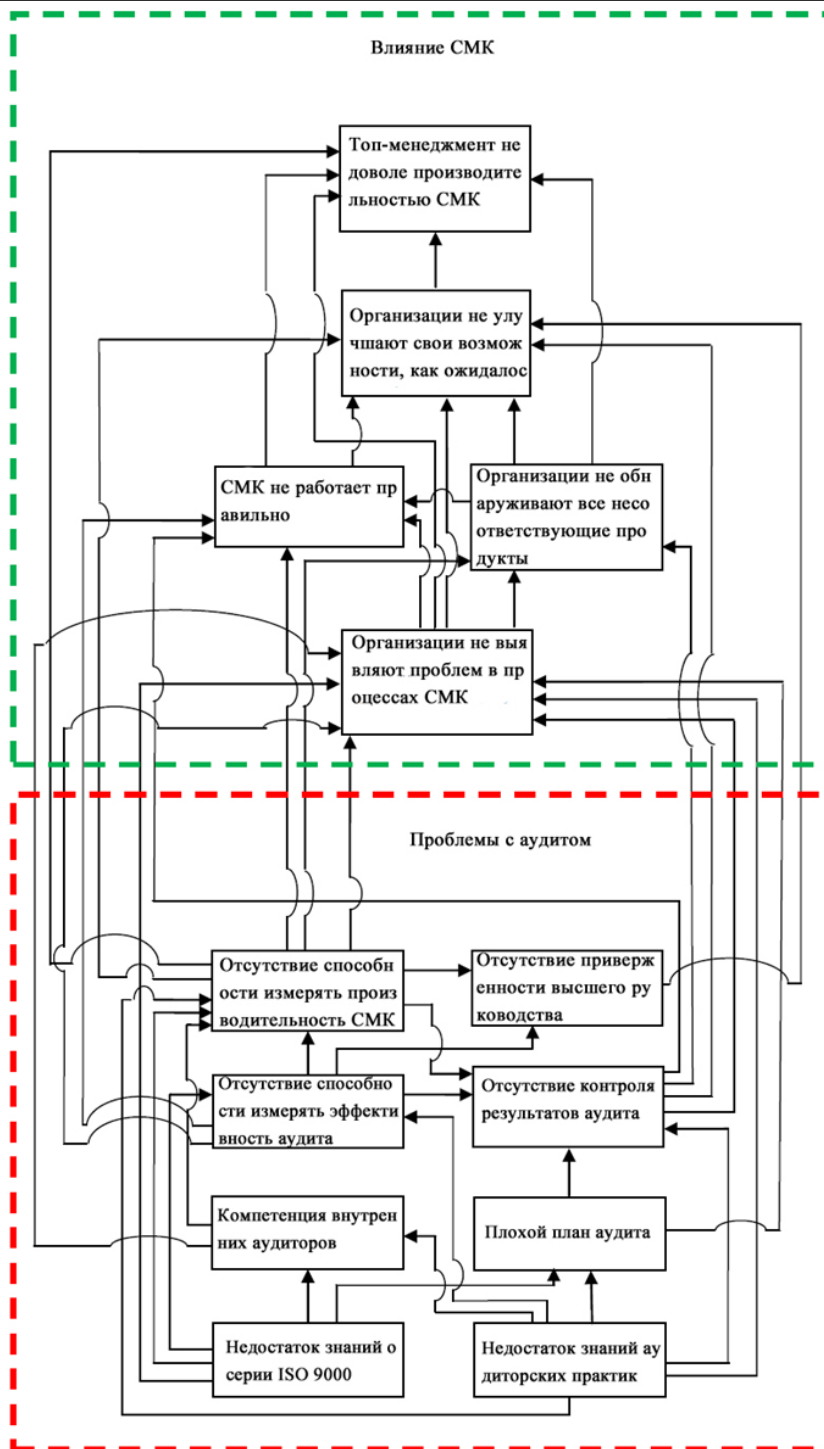 Влияние СМК
Топ-менеджмент не
доволе производите
льностью СМК
Организации не улу
чшают свои возмож
ности, как ожидалос
СМК не работает пр
авильно
Организации не обн
аруживают все несо
ответствующие про
дукты
Организации не выя
вляют проблем в пр
оцессах СМК
Проблемы с аудитом
Отсутствие способн
ости измерять произ
водительность СМК
Отсутствие приверж
енности высшего ру
ководства
Отсутствие способно
сти измерять эффекти
вность аудита
Отсутствие контроля
результатов аудита
Компетенция внутрен
них аудиторов
Плохой план аудита
Недостаток знаний о
серии ISO 9000
Недостаток знаний ау
диторских практик